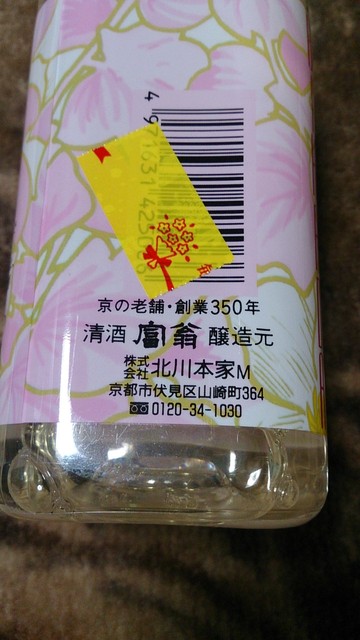 京の老舗・創業350年
清酒 富翁 醸造元
株式会社 北川本家M
京都市伏見区山崎町364
0120-34-1030